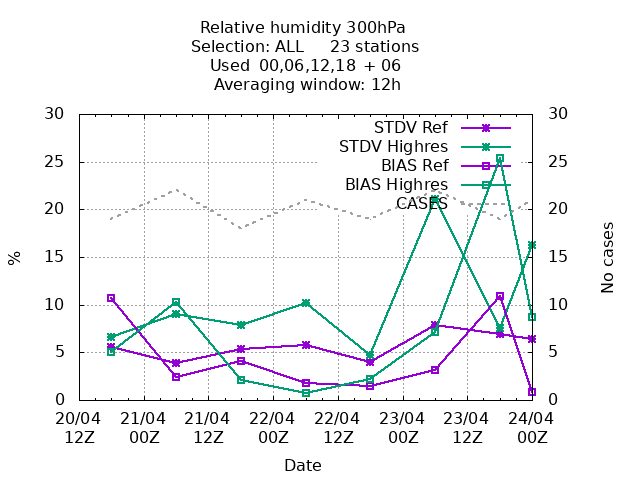 Relative humidity 300hPa
Selection: ALL     23 stations
Used  00,06,12,18 + 06
Averaging window: 12h
30 30
STDV Ref
STDV Highres
25 BIAS Ref 25
BIAS Highres
CASES
20 20
15 15
%
No cases
10 10
5 5
0 0
20/04 21/04 21/04 22/04 22/04 23/04 23/04 24/04
12Z 00Z 12Z 00Z 12Z 00Z 12Z 00Z
Date